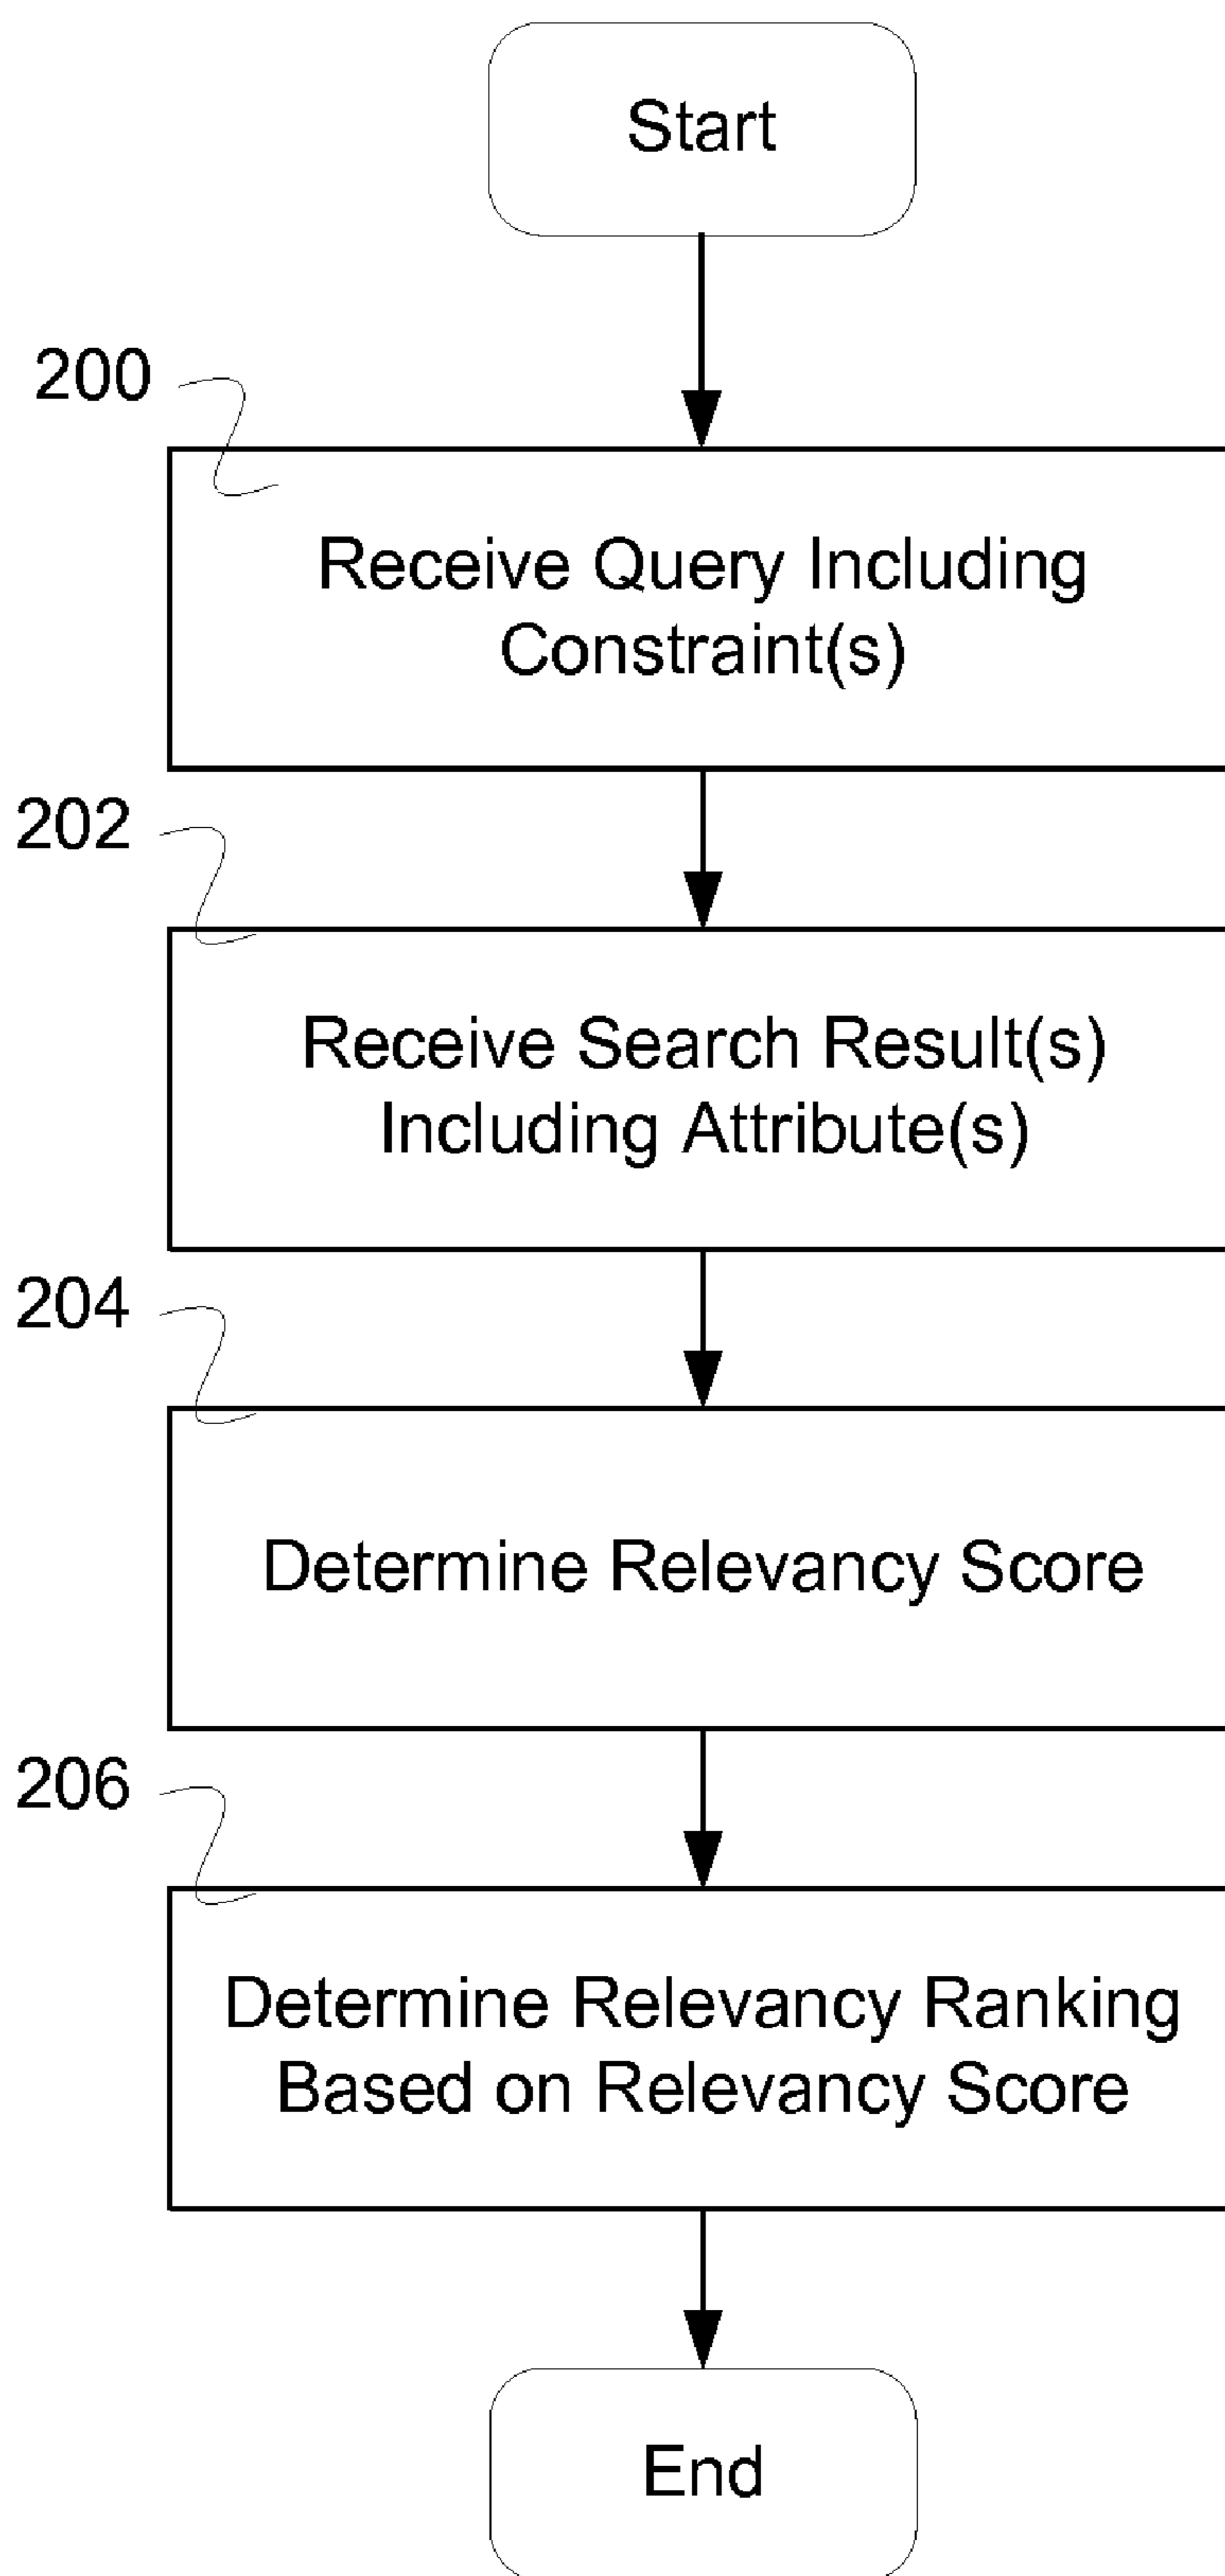 Start
200
Receive Query Including
Constraint(s)
202
Receive Search Result(s)
Including Attribute(s)
204
Determine Relevancy Score
206
Determine Relevancy Ranking
Based on Relevancy Score
End